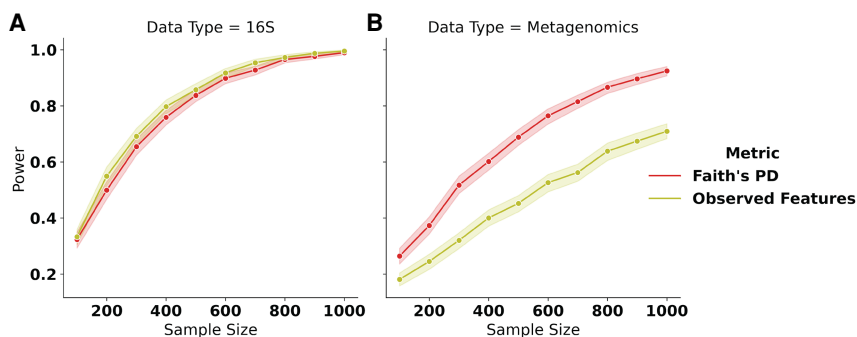 A
Data Type = 16S
B
Data Type = Metagenomics
Power
1.0
0.8
0.6
0.4
0.2
200 400 600 800 1000
Sample Size
200 400 600 800 1000
Sample Size
Metric
Faith's PD
Observed Features